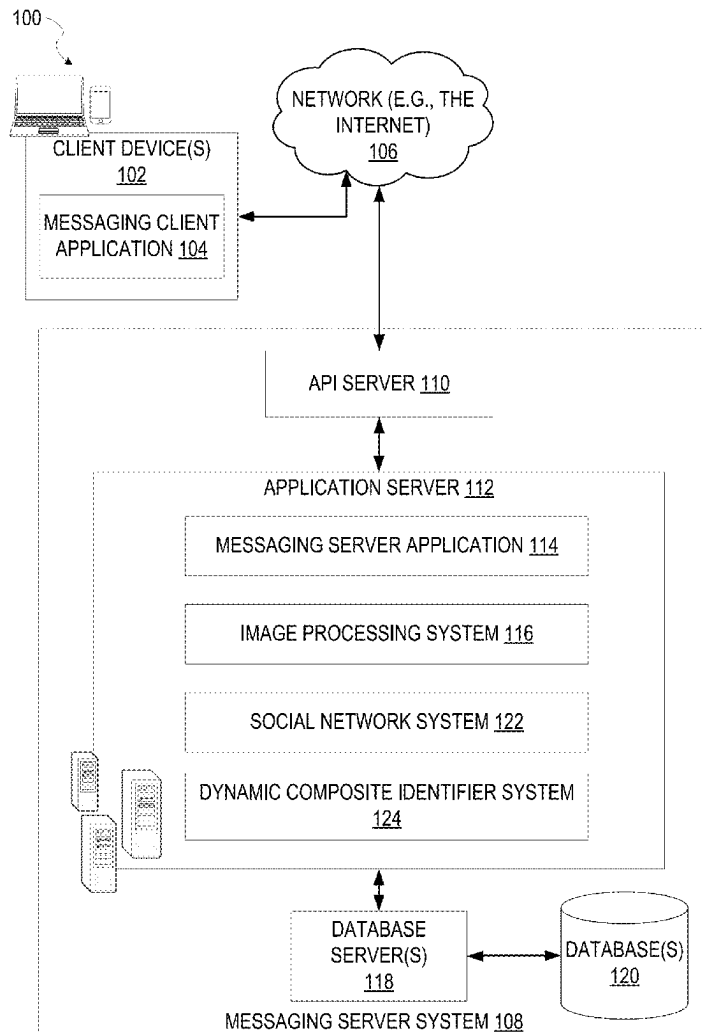 100
NETWORK (E.G., THE
INTERNET)
106
CLIENT DEVICE(S)
102
MESSAGING CLIENT
APPLICATION 104
API SERVER 110
APPLICATION SERVER 112
MESSAGING SERVER APPLICATION 114
IMAGE PROCESSING SYSTEM 116
SOCIAL NETWORK SYSTEM 122
DYNAMIC COMPOSITE IDENTIFIER SYSTEM
124
DATABASE
SERVER(S)
118
DATABASE(S)
120
MESSAGING SERVER SYSTEM 108